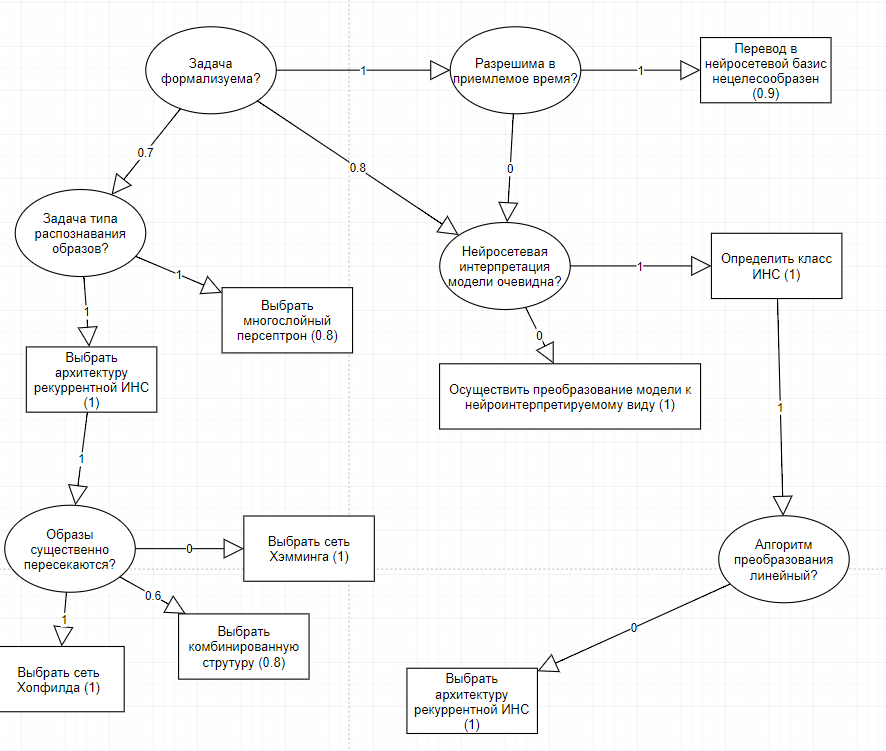 Задача
формализуема?
1
Разрешима в
приемлемое время?
1
Перевод в
нейросетевой базис
нецелесообразен
(0.9)
0.7
0.8
0
Задача типа
распознавания
образов?
1
Выбрать
многослойный
персептрон (0.8)
1
Нейросетевая
интерпретация
модели очевидна?
1
Определить класс
ИНС (1)
0
Осуществить преобразование модели к
нейроинтерпретируемому виду (1)
Выбрать
архитектуру
рекуррентной ИНС
(1)
1
1
Образы
существенно
пересекаются?
0
Выбрать сеть
Хэмминга (1)
0.6
Выбрать
комбинированную
струтуру (0.8)
1
Выбрать сеть
Хопфилда (1)
Алгоритм
преобразования
линейный?
0
Выбрать
архитектуру
рекуррентной ИНС
(1)